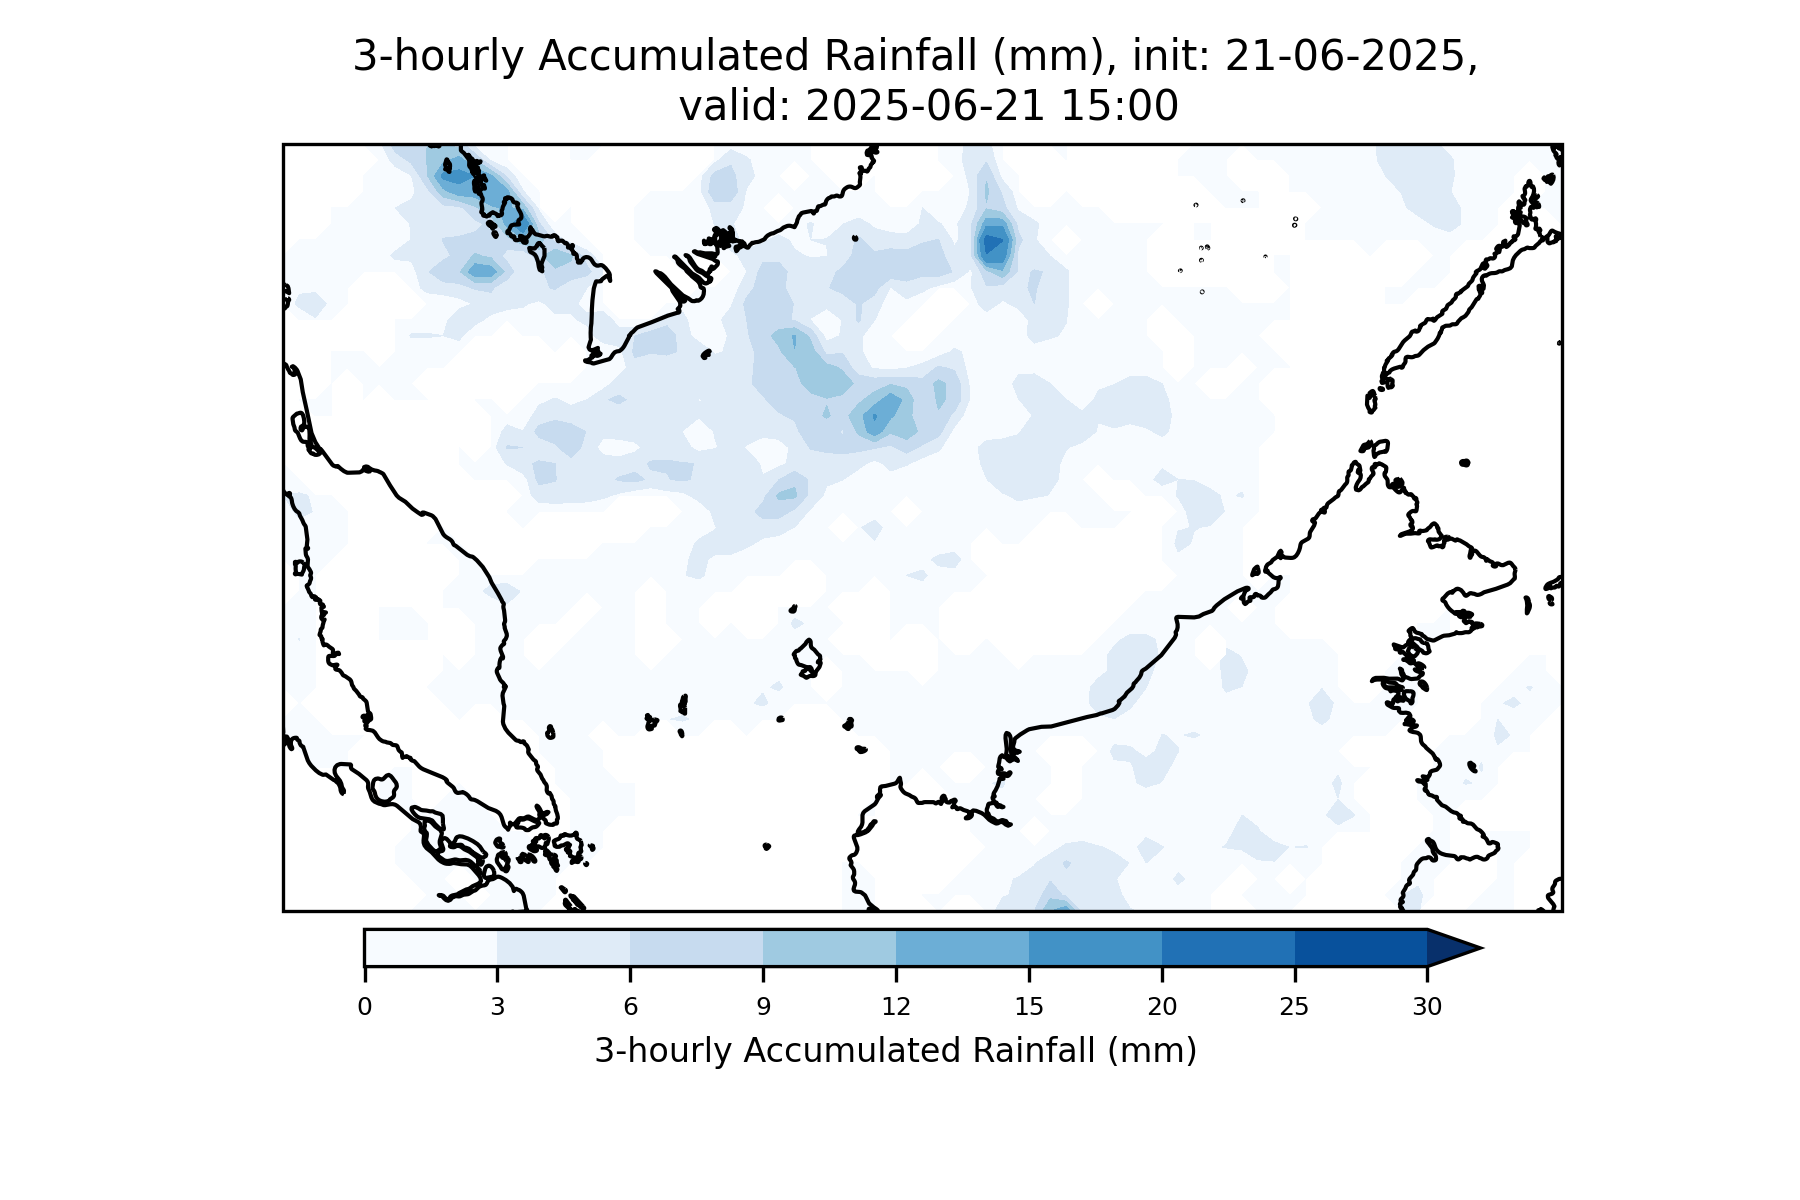 3-hourly Accumulated Rainfall (mm), init: 21-06-2025,
valid: 2025-06-21 15:00
0 3 6 9 12 15 20 25 30
3-hourly Accumulated Rainfall (mm)